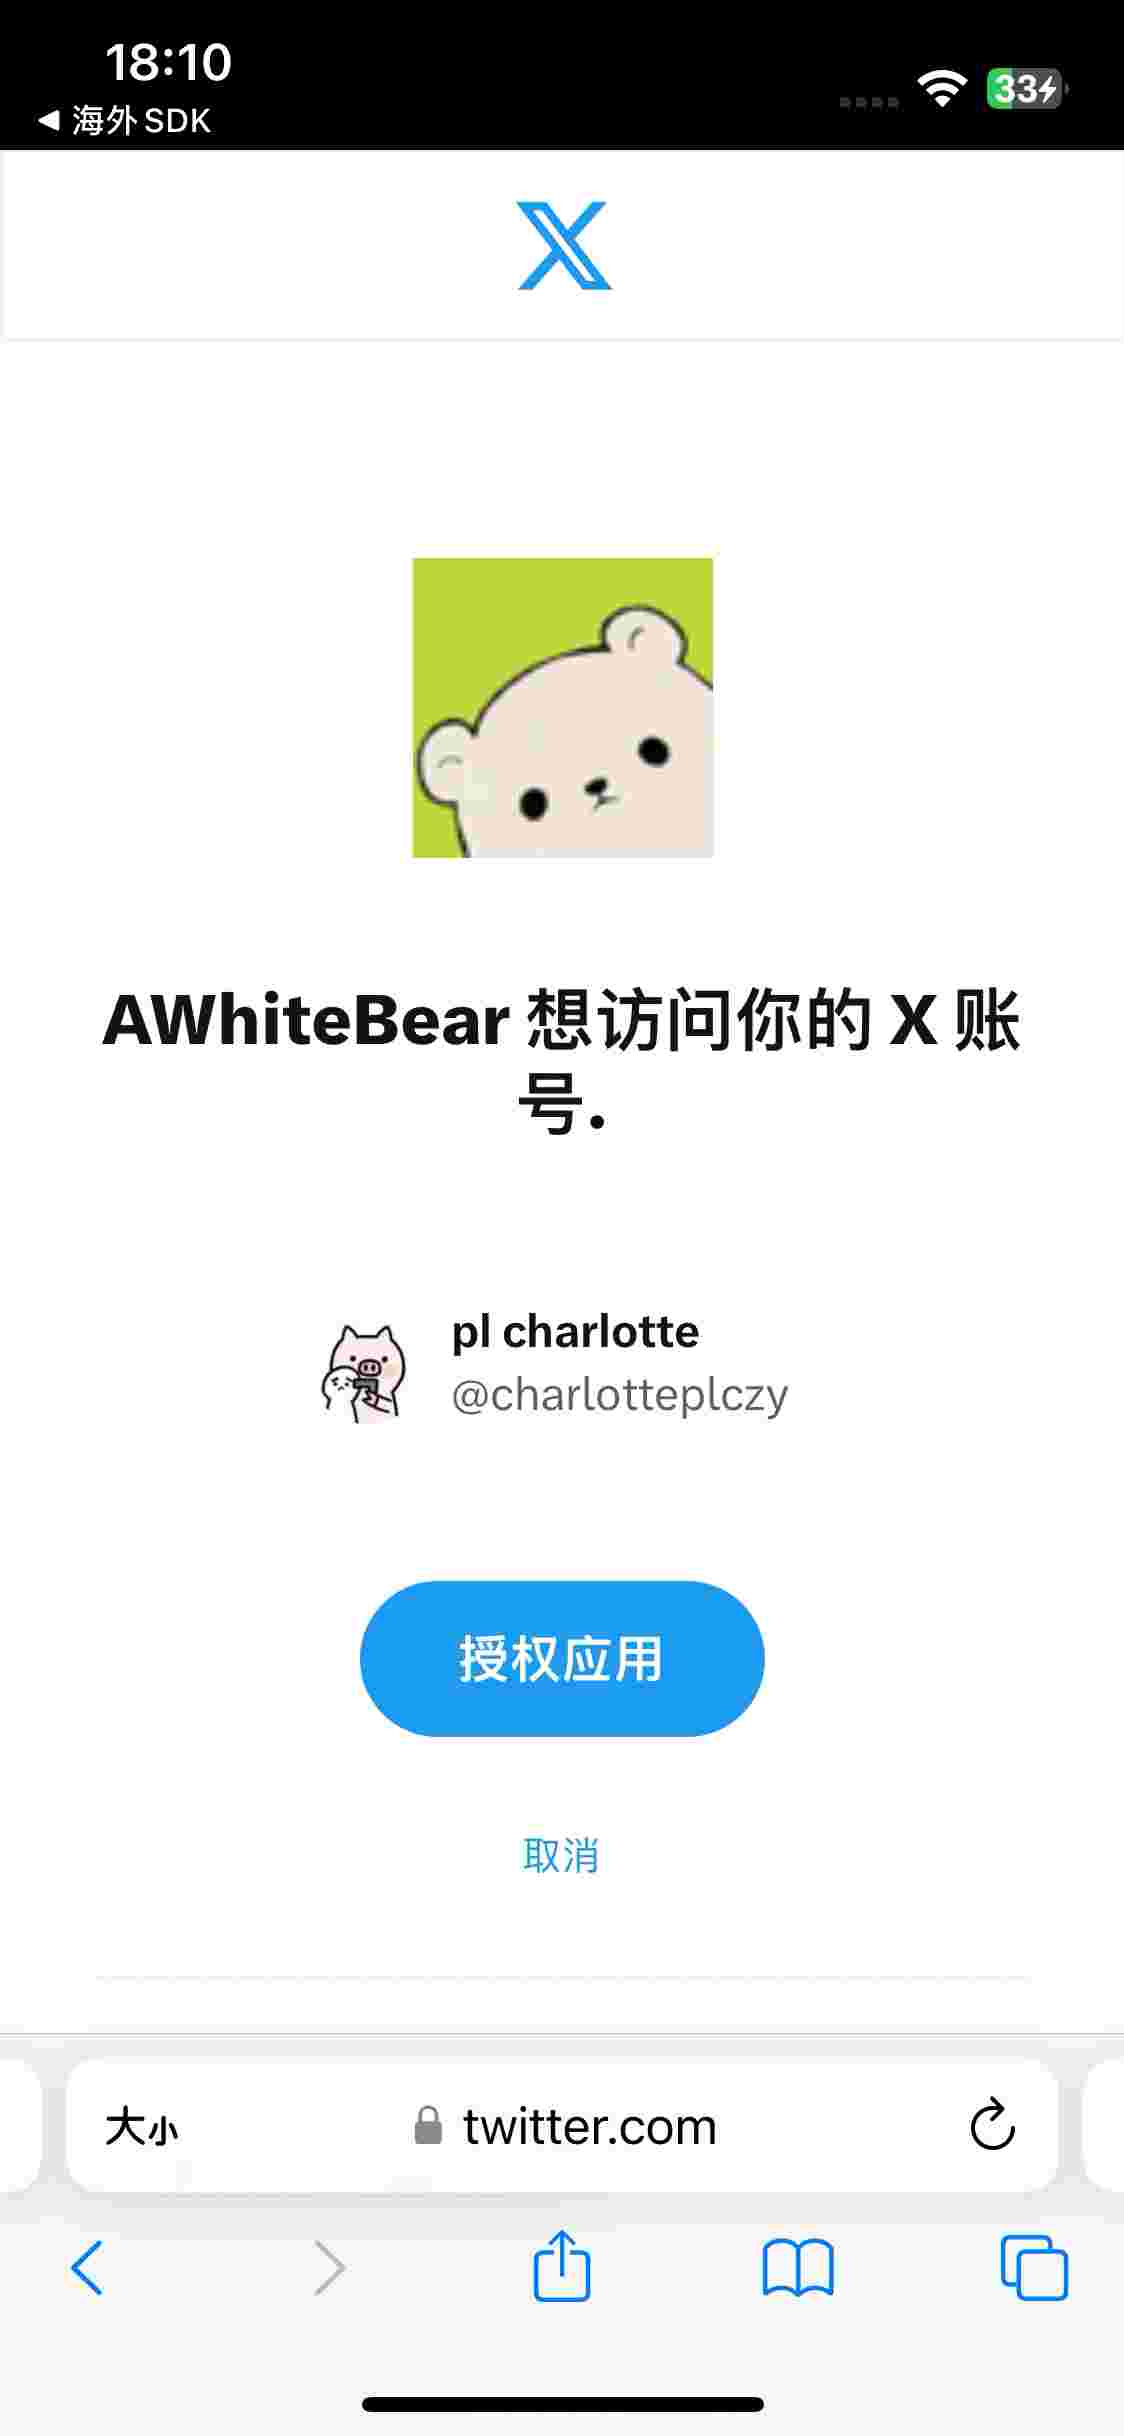 18:10
33
◀ 海外 SDK
AWhiteBear 想访问你的 X 账
号.
pl charlotte
@charlotteplczy
授权应用
取消
大小
twitter.com